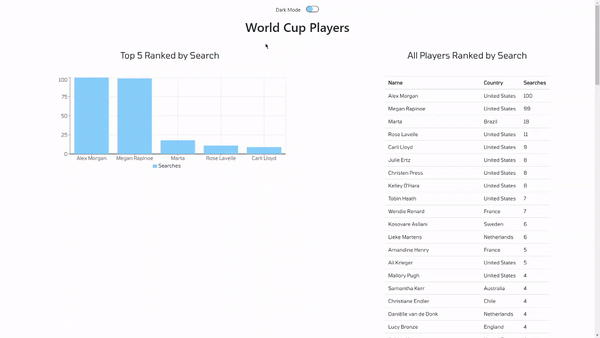 Dark Mode
World Cup Players
Top 5 Ranked by Search
100
75
50
25
0
Alex Morgan Megan Rapinoe Marta Rose Lavelle Carli Lloyd
Searches
All Players Ranked by Search
Name Country Searches
Alex Morgan United States 100
Megan Rapinoe United States 99
Marta Brazil 18
Rose Lavelle United States 11
Carli Lloyd United States 9
Julie Ertz United States 8
Christen Press United States 8
Kelley O'Hara United States 8
Tobin Heath United States 7
Wendie Renard France 7
Kosovare Asllani Sweden 6
Lieke Martens Netherlands 6
Amandine Henry France 5
Ali Krieger United States 5
Mallory Pugh United States 4
Samantha Kerr Australia 4
Christiane Endler Chile 4
Daniëlle van de Donk Netherlands 4
Lucy Bronze England 4